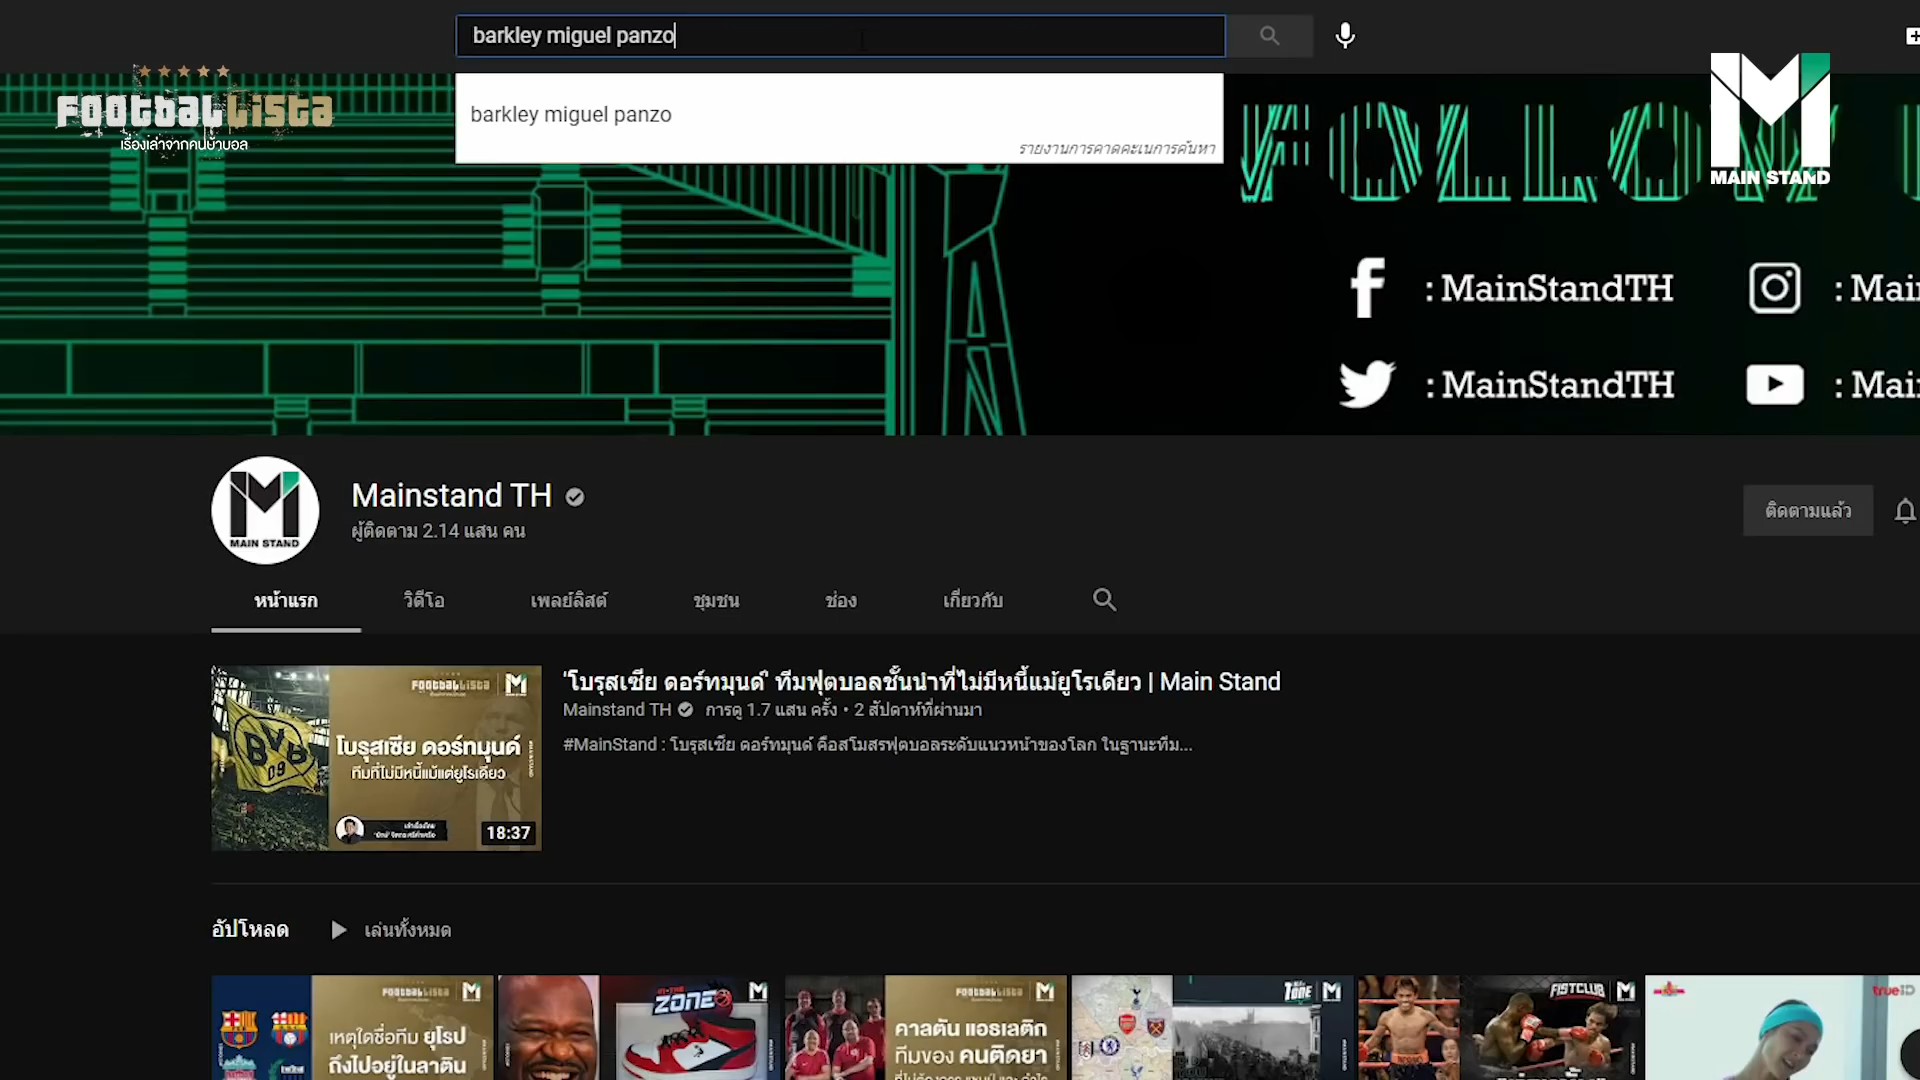 barkley miguel panzo
barkley miguel panzo
รายงานการคาดคะเนการค้นหา
FOOtbaLLista
เรื่องเล่าจากคนบ้าบอล
FOLLOW
MAIN STAND
: MainStandTH
: Mai
: MainStandTH
: Mai
MAIN STAND
Mainstand TH
ผู้ติดตาม 2.14 แสน คน
ติดตามแล้ว
หน้าแรก
วิดีโอ
เพลย์ลิสต์
ชุมชน
ช่อง
เกี่ยวกับ
'โบรุสเซีย ดอร์ทมุนด์' ทีมฟุตบอลชั้นนำที่ไม่มีหนี้แม้ยูโรเดียว | Main Stand
Mainstand TH การดู 1.7 แสน ครั้ง • 2 สัปดาห์ที่ผ่านมา
#MainStand : โบรุสเซีย ดอร์ทมุนด์ คือสโมสรฟุตบอลระดับแนวหน้าของโลก ในฐานะทีม...
FOOtbaLLista
BVB
09
โบรุสเซีย ดอร์ทมุนด์
ทีมที่ไม่มีหนี้แม้แต่ยูโรเดียว
18:37
อัปโหลด
เล่นทั้งหมด
FOOtbaLLista
เหตุใดชื่อทีม ยุโรป
ถึงไปอยู่ในลาติน
IN THE
ZONE
FOOtbaLLista
คาลตัน แอธเลติก
ทีมของ คนติดยา
TONE
FISTCLUB
trueID